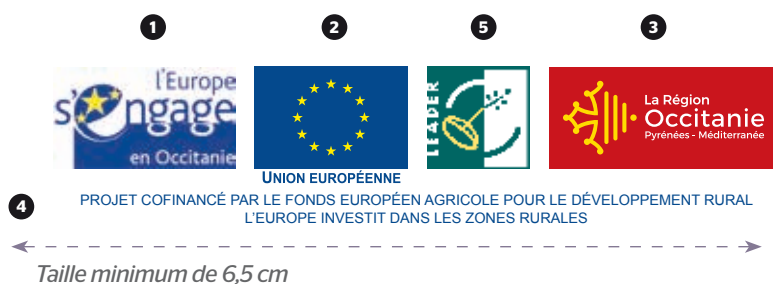 1 2 5 3
l'Europe
s'engage
en Occitanie
UNION EUROPÉENNE
LEADER
La Région
Occitanie
Pyrénées - Méditerranée
4
PROJET COFINANCÉ PAR LE FONDS EUROPÉEN AGRICOLE POUR LE DÉVELOPPEMENT RURAL
L'EUROPE INVESTIT DANS LES ZONES RURALES
Taille minimum de 6,5 cm